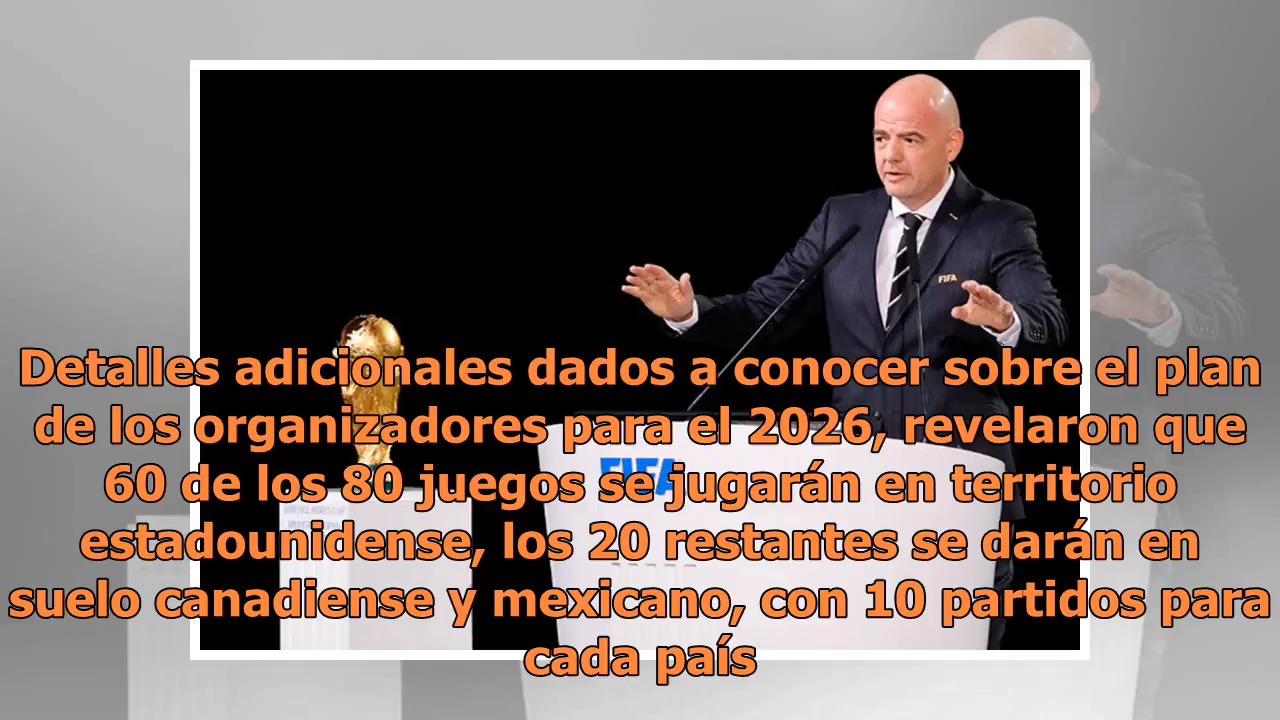 FIFA
Detalles adicionales dados a conocer sobre el plan
de los organizadores para el 2026, revelaron que
FIFA
60 de los 80 juegos se jugarán en territorio
estadounidense, los 20 restantes se darán en
suelo canadiense y mexicano, con 10 partidos para
cada país